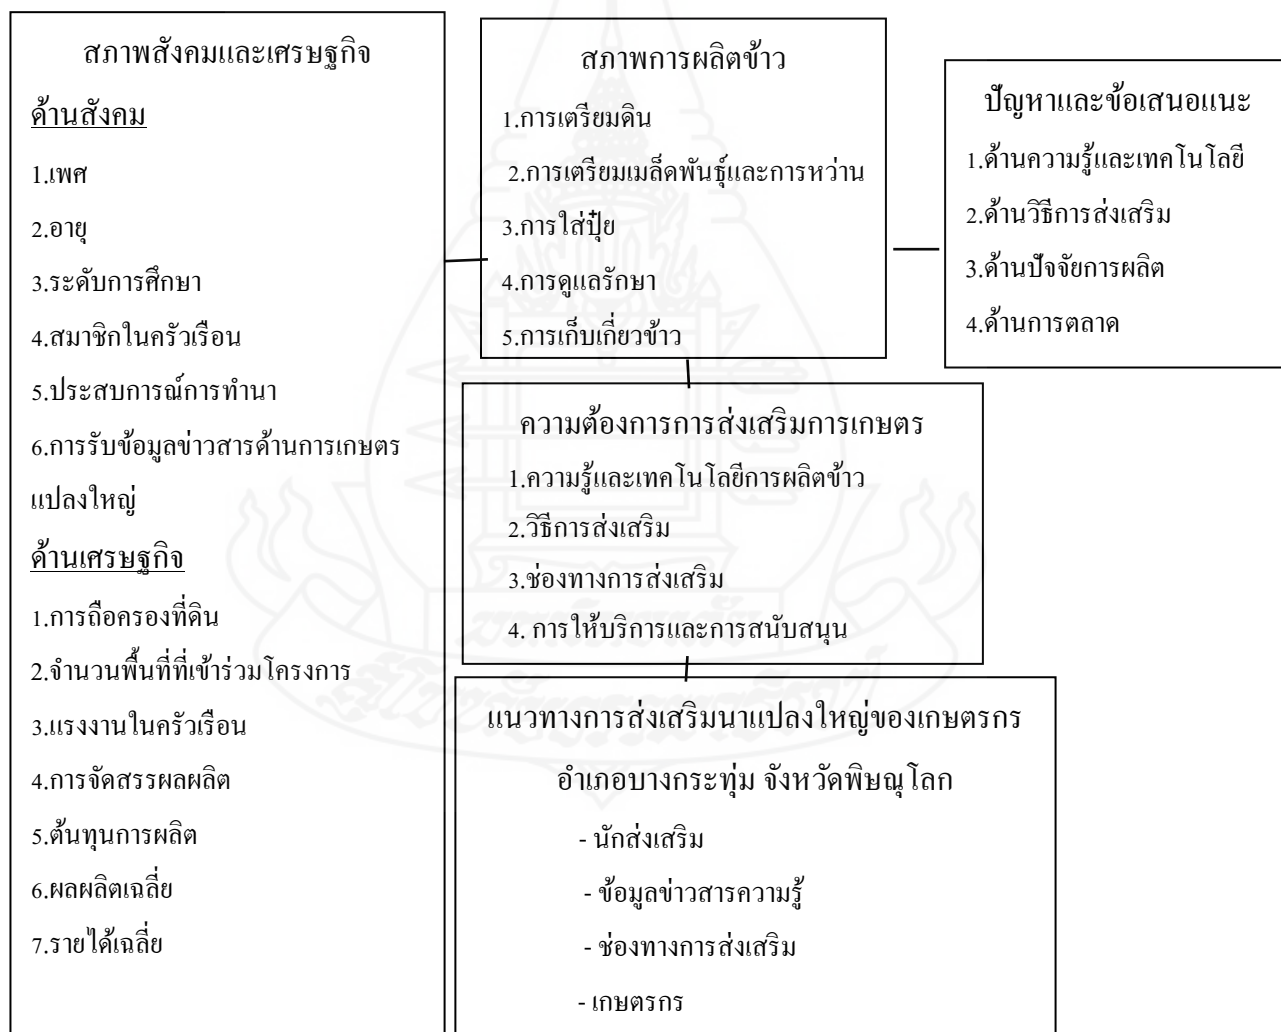 สภาพสังคมและเศรษฐกิจ
ด้านสังคม
1.เพศ
2.อายุ
3.ระดับการศึกษา
4.สมาชิกในครัวเรือน
5.ประสบการณ์การทำนา
6.การรับข้อมูลข่าวสารด้านการเกษตร
แปลงใหญ่
ด้านเศรษฐกิจ
1.การถือครองที่ดิน
2.จำนวนพื้นที่ที่เข้าร่วมโครงการ
3.แรงงานในครัวเรือน
4.การจัดสรรผลผลิต
5.ต้นทุนการผลิต
6.ผลผลิตเฉลี่ย
7.รายได้เฉลี่ย
สภาพการผลิตข้าว
1.การเตรียมดิน
2.การเตรียมเมล็ดพันธุ์และการหว่าน
3.การใส่ปุ๋ย
4.การดูแลรักษา
5.การเก็บเกี่ยวข้าว
ปัญหาและข้อเสนอแนะ
1.ด้านความรู้และเทคโนโลยี
2.ด้านวิธีการส่งเสริม
3.ด้านปัจจัยการผลิต
4.ด้านการตลาด
ความต้องการการส่งเสริมการเกษตร
1.ความรู้และเทคโนโลยีการผลิตข้าว
2.วิธีการส่งเสริม
3.ช่องทางการส่งเสริม
4. การให้บริการและการสนับสนุน
แนวทางการส่งเสริมนาแปลงใหญ่ของเกษตรกร
อำเภอบางกระทุ่ม จังหวัดพิษณุโลก
- นักส่งเสริม
- ข้อมูลข่าวสารความรู้
- ช่องทางการส่งเสริม
- เกษตรกร